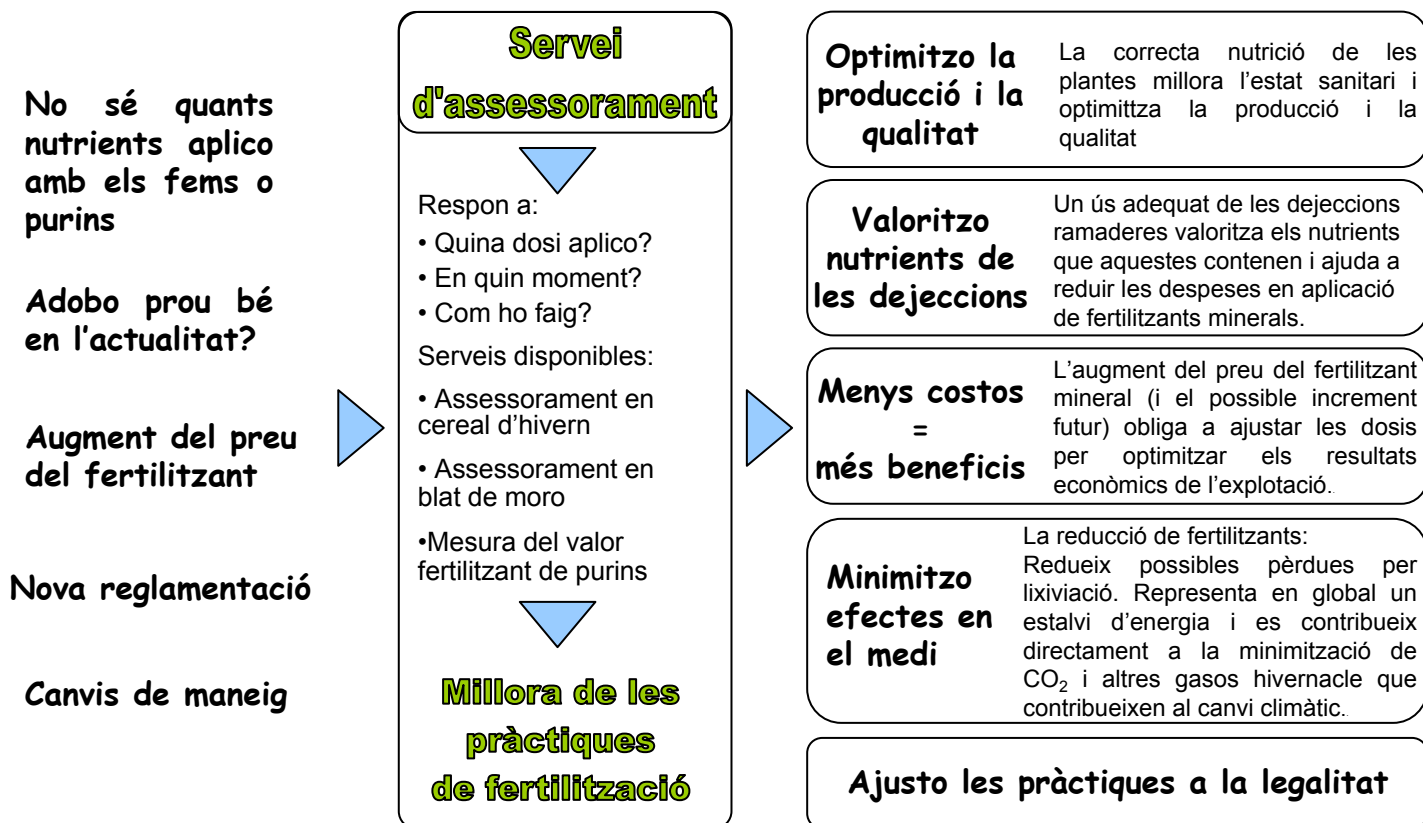 No sé quants
nutrients aplico
amb els fems o
purins
Adobo prou bé
en l'actualitat?
Augment del preu
del fertilitzant
Nova reglamentació
Canvis de maneig
Servei
d'assessorament
Respon a:
• Quina dosi aplico?
• En quin moment?
• Com ho faig?
Serveis disponibles:
• Assessorament en
cereal d'hivern
• Assessorament en
blat de moro
•Mesura del valor
fertilitzant de purins
Millora de les
pràctiques
de fertilització
Optimitzo la
producció i la
qualitat
La correcta nutrició de les
plantes millora l'estat sanitari i
optimittza la producció i la
qualitat
Valoritzo
nutrients de
les dejeccions
Un ús adequat de les dejeccions
ramaderes valoritza els nutrients
que aquestes contenen i ajuda a
reduir les despeses en aplicació
de fertilitzants minerals.
Menys costos
=
més beneficis
L'augment del preu del fertilitzant
mineral (i el possible increment
futur) obliga a ajustar les dosis
per optimitzar els resultats
econòmics de l'explotació..
Minimitzo
efectes en
el medi
La reducció de fertilitzants:
Redueix possibles pèrdues per
lixiviació. Representa en global un
estalvi d'energia i es contribueix
directament a la minimització de
CO₂ i altres gasos hivernacle que
contribueixen al canvi climàtic..
Ajusto les pràctiques a la legalitat